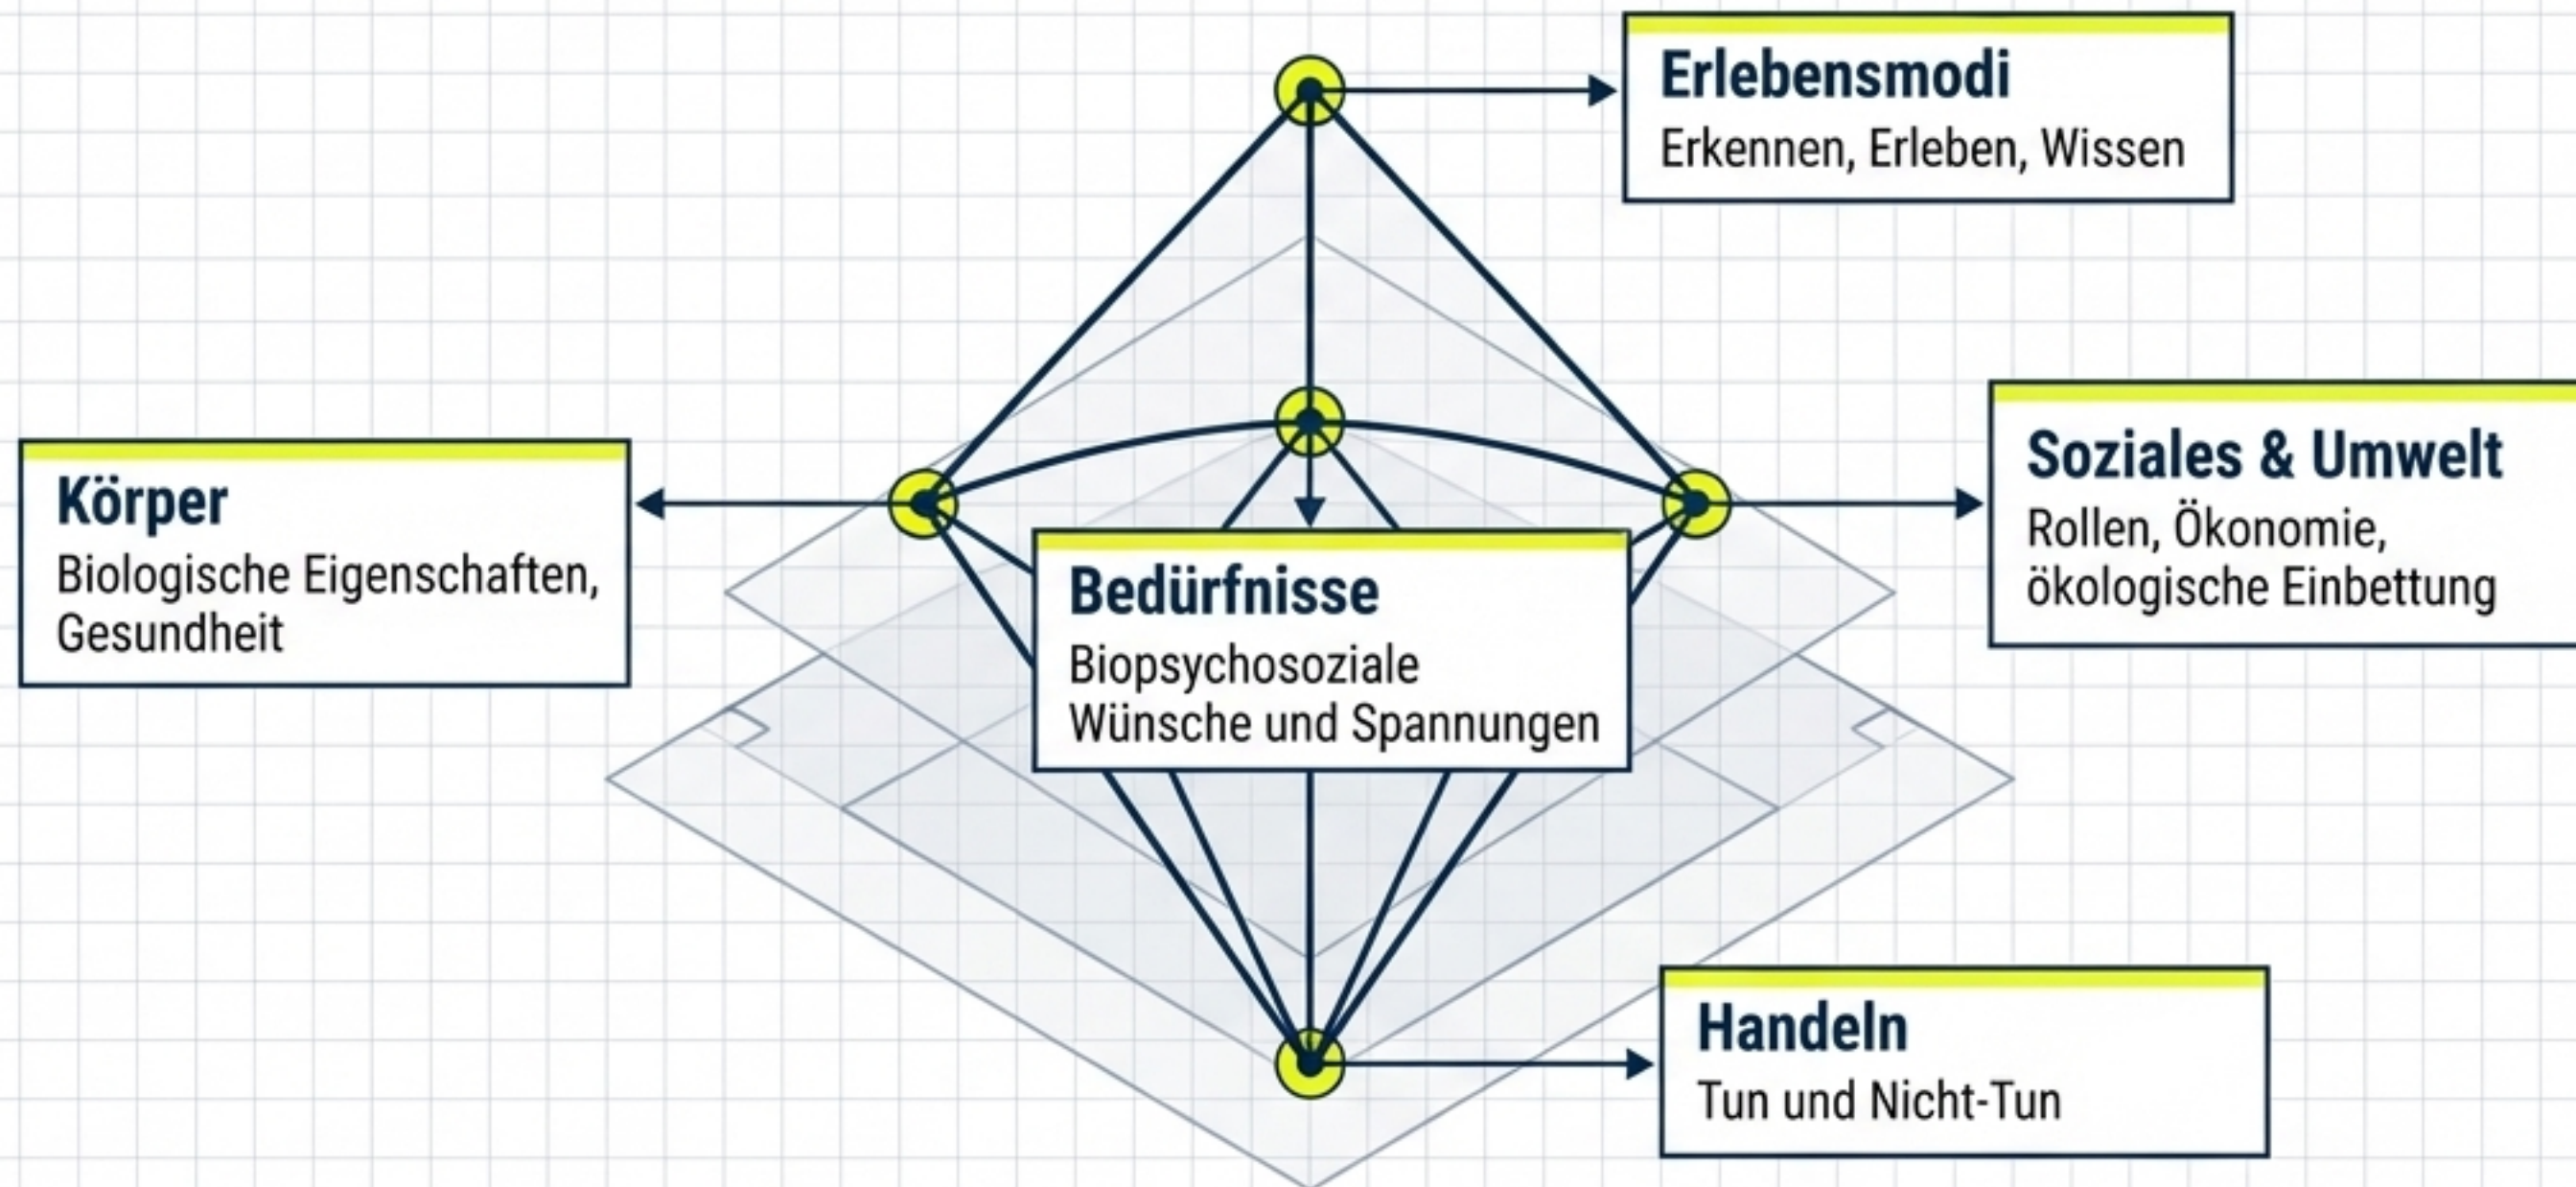 Erlebensmodi
Erkennen, Erleben, Wissen
Körper
Biologische Eigenschaften,
Gesundheit
Soziales & Umwelt
Rollen, Ökonomie,
ökologische Einbettung
Bedürfnisse
Biopsychosoziale
Wünsche und Spannungen
Handeln
Tun und Nicht-Tun